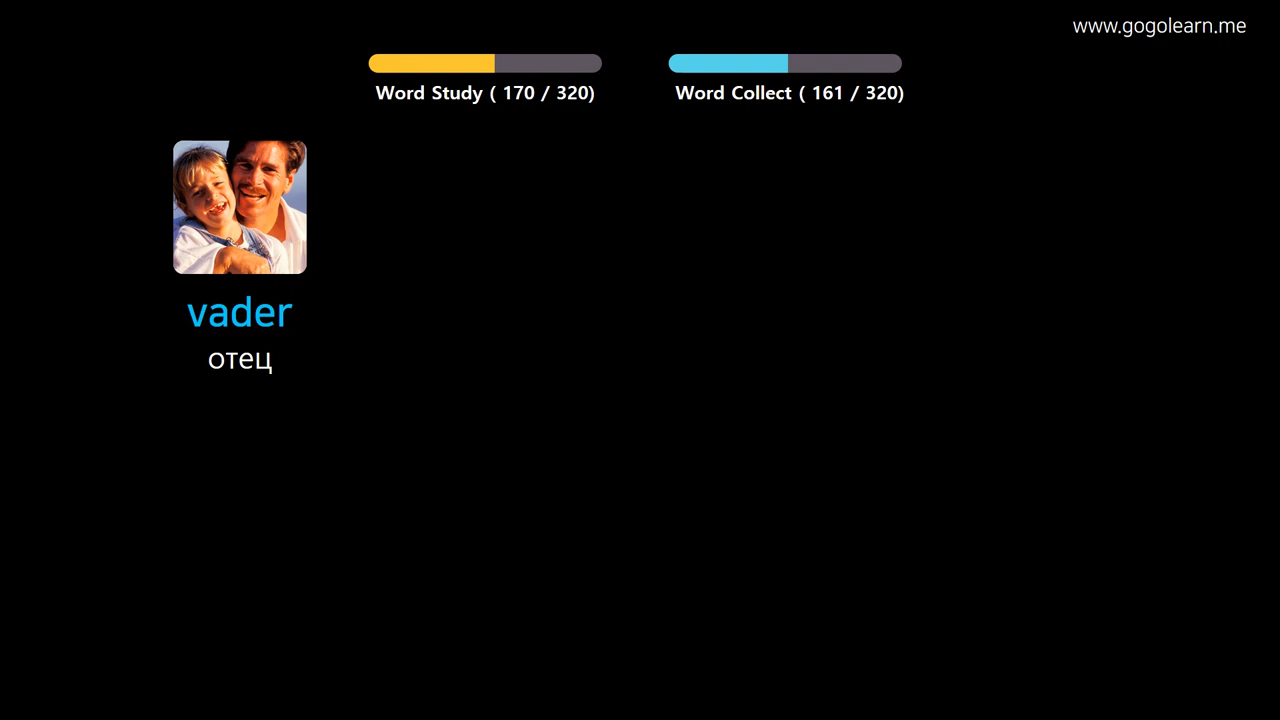 www.gogolearn.me
Word Study ( 170 / 320)
Word Collect ( 161 / 320)
vader
отец